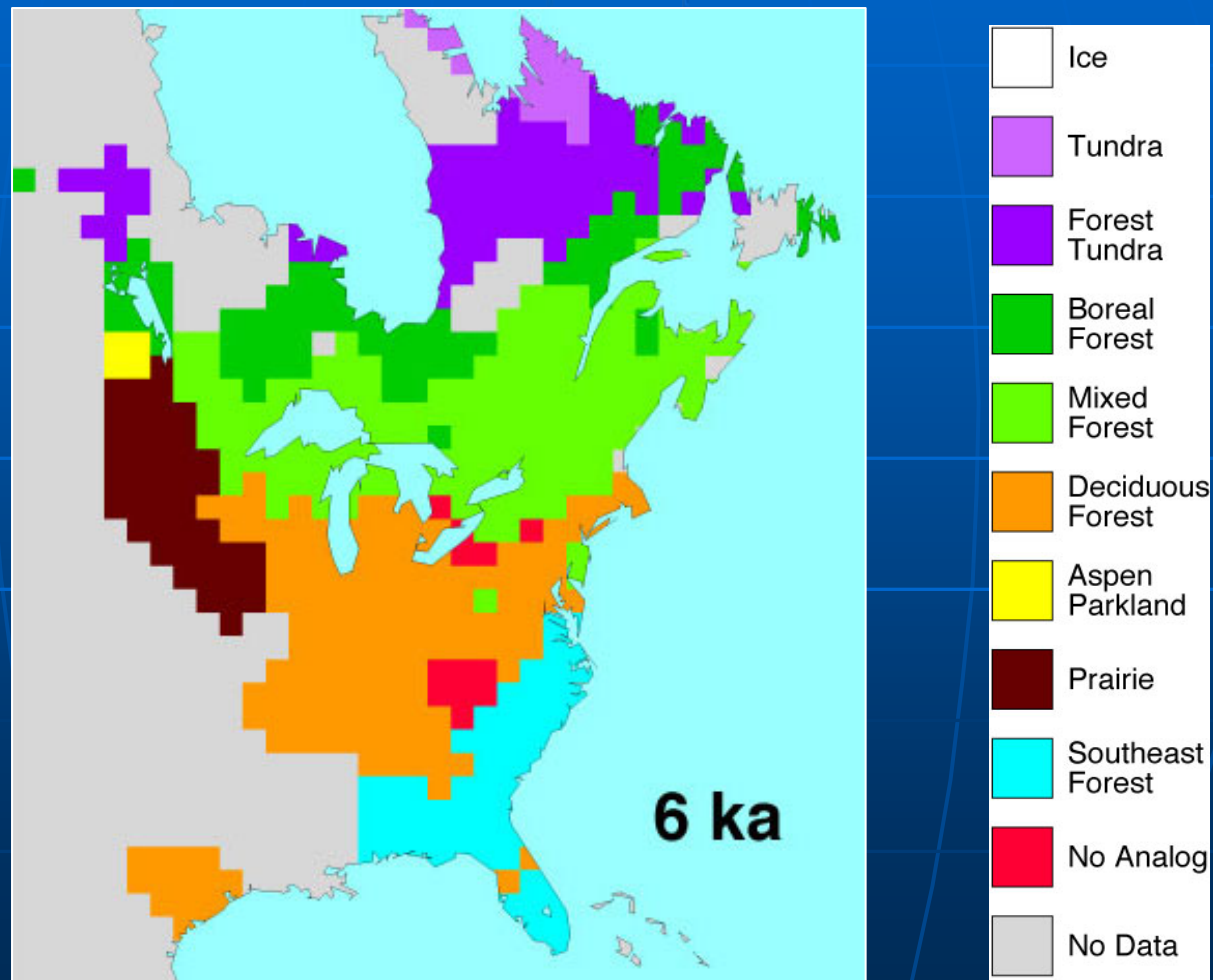 6 ka
Ice
Tundra
Forest
Tundra
Boreal
Forest
Mixed
Forest
Deciduous
Forest
Aspen
Parkland
Prairie
Southeast
Forest
No Analog
No Data